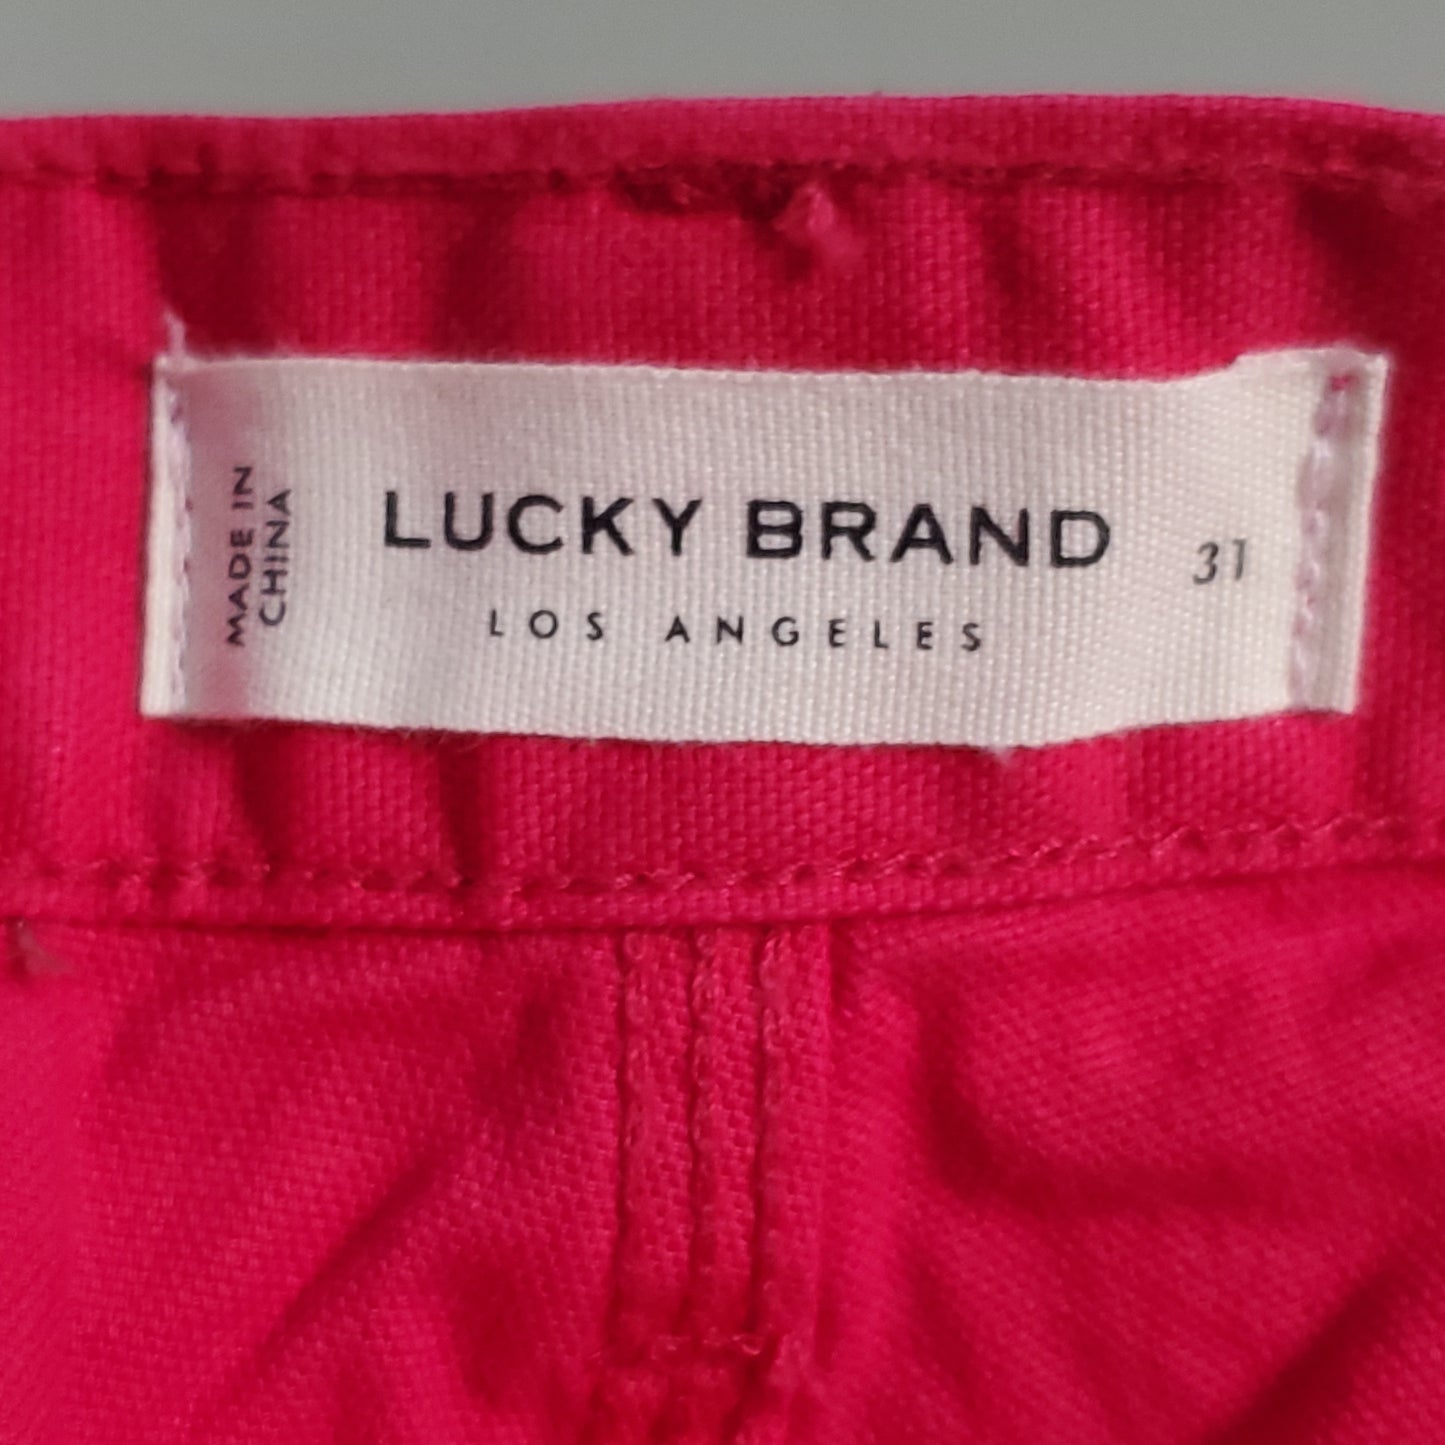 MADE IN
CHINA
LUCKY BRAND
LOS ANGELES
31